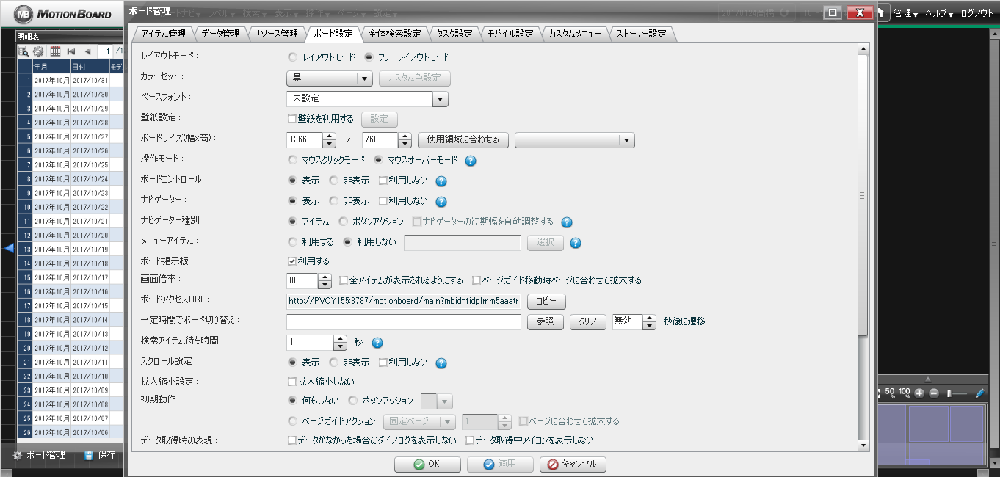 MB MOTIONBOARD
ボード管理
管理 ヘルプ ログアウト
アイテム管理 データ管理 リソース管理 ボード設定 全体検索設定 タスク設定 モバイル設定 カスタムメニュー ストーリー設定
明細表
1
年月 日付
1 2017年10月 2017/10/31
2 2017年10月 2017/10/30
3 2017年10月 2017/10/29
4 2017年10月 2017/10/28
5 2017年10月 2017/10/27
6 2017年10月 2017/10/26
7 2017年10月 2017/10/25
8 2017年10月 2017/10/24
9 2017年10月 2017/10/23
10 2017年10月 2017/10/22
11 2017年10月 2017/10/21
12 2017年10月 2017/10/20
13 2017年10月 2017/10/19
14 2017年10月 2017/10/18
15 2017年10月 2017/10/17
16 2017年10月 2017/10/16
17 2017年10月 2017/10/15
18 2017年10月 2017/10/14
19 2017年10月 2017/10/13
20 2017年10月 2017/10/12
21 2017年10月 2017/10/11
22 2017年10月 2017/10/10
23 2017年10月 2017/10/09
24 2017年10月 2017/10/08
25 2017年10月 2017/10/07
26 2017年10月 2017/10/06
ボード管理 保存
レイアウトモード : レイアウトモード フリーレイアウトモード
カラーセット : 黒 カスタム色設定
ベースフォント : 未設定
壁紙設定 : 壁紙を利用する 設定
ボードサイズ(幅x高) : 1366 x 768 使用領域に合わせる
操作モード : マウスクリックモード マウスオーバーモード ?
ボードコントロール : 表示 非表示 利用しない ?
ナビゲーター : 表示 非表示 利用しない ?
ナビゲーター種別 : アイテム ボタンアクション ナビゲーターの初期幅を自動調整する ?
メニューアイテム : 利用する 利用しない 選択 ?
ボード掲示板 : 利用する
画面倍率 : 80 全アイテムが表示されるようにする ページガイド移動時ページに合わせて拡大する
ボードアクセスURL : http://PVCY155:8787/motionboard/main?mbid=fidplmm5aaatr コピー
一定時間でボード切り替え : 参照 クリア 無効 秒後に遷移
検索アイテム待ち時間 : 1 秒 ?
スクロール設定 : 表示 非表示 利用しない ?
拡大縮小設定 : 拡大縮小しない
初期動作 : 何もしない ボタンアクション
ページガイドアクション 固定ページ 1 ページに合わせて拡大する
データ取得時の表現 : データがなかった場合のダイアログを表示しない データ取得中アイコンを表示しない
OK 適用 キャンセル
50% 100%